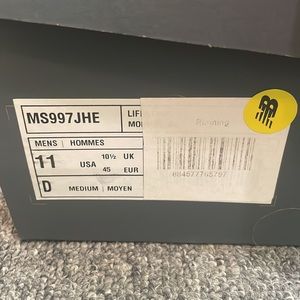 MS997JHE
LIF
MO
Running
MENS | HOMMES
11 USA 10½ UK
45 EUR
D MEDIUM | MOYEN